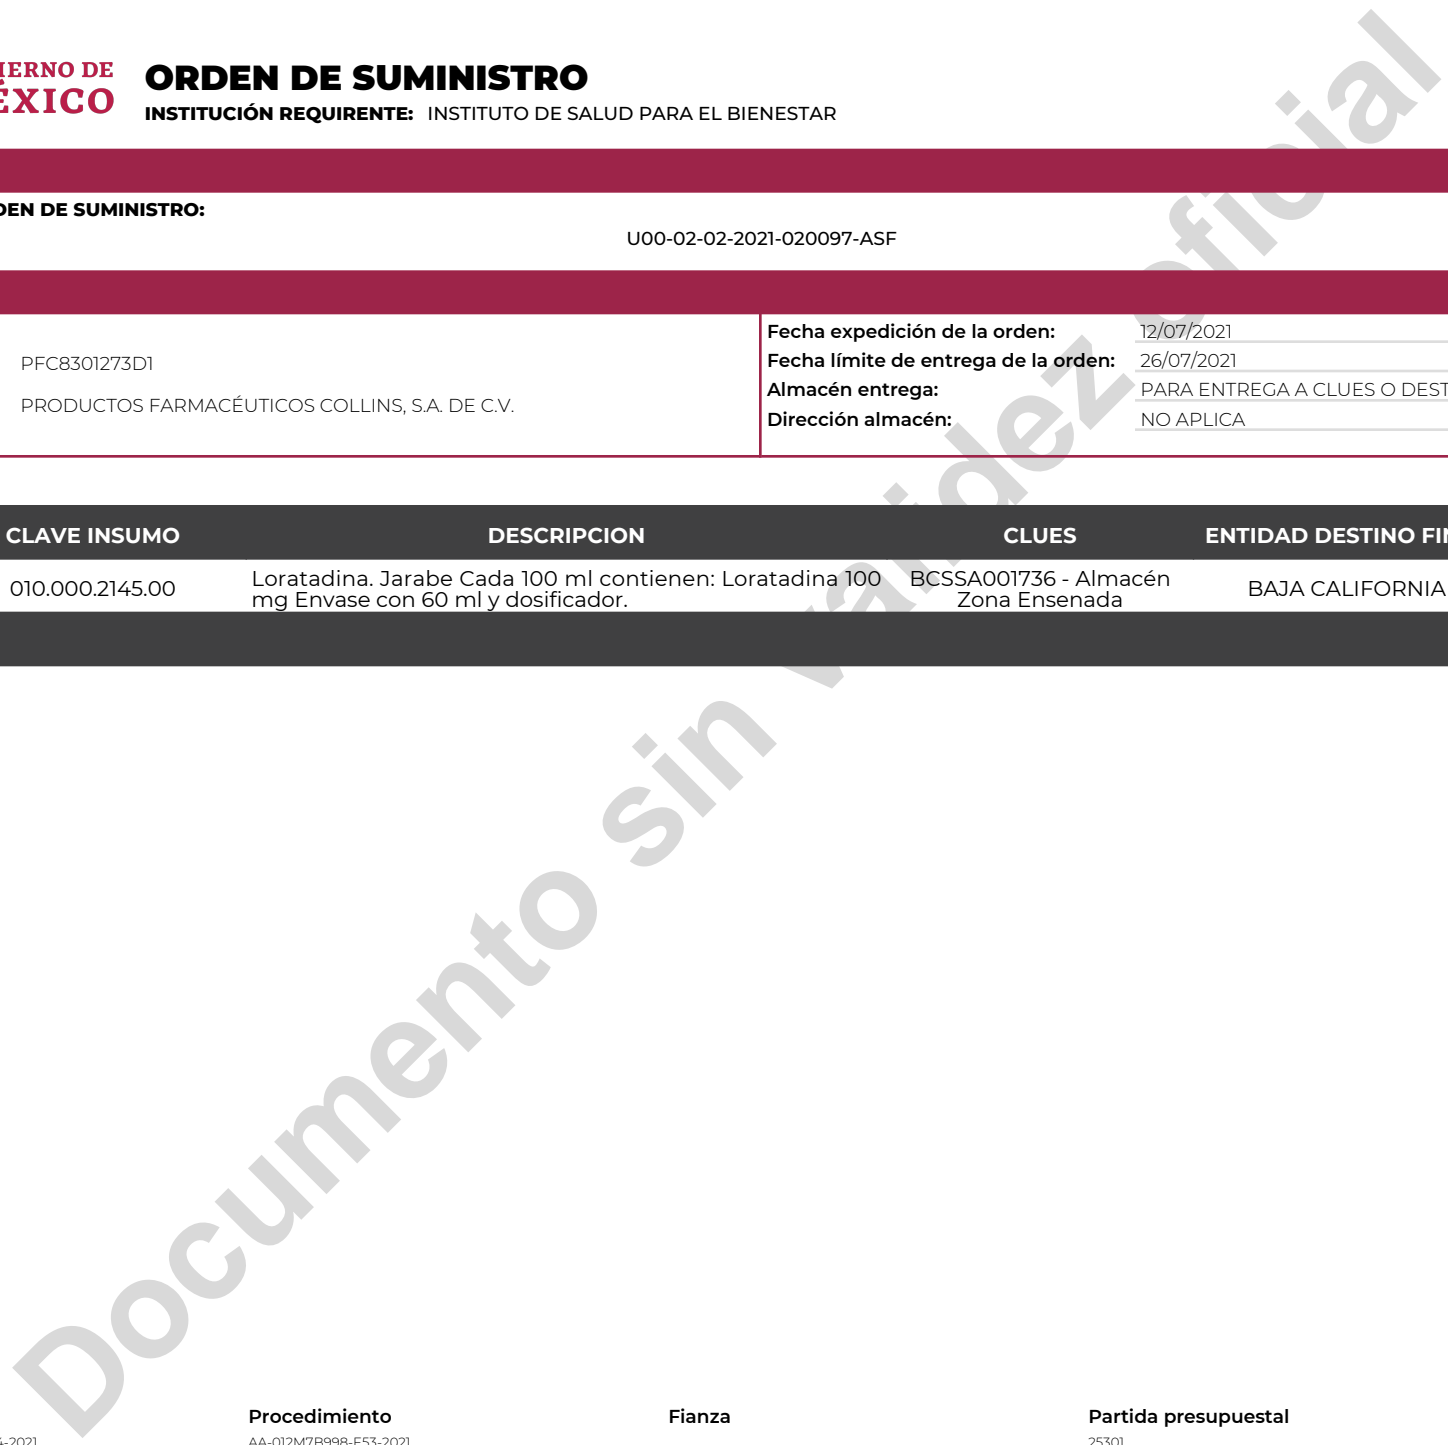 IERNO DE
ÉXICO
ORDEN DE SUMINISTRO
INSTITUCIÓN REQUIRENTE: INSTITUTO DE SALUD PARA EL BIENESTAR
DEN DE SUMINISTRO:
U00-02-02-2021-020097-ASF
PFC8301273D1
PRODUCTOS FARMACÉUTICOS COLLINS, S.A. DE C.V.
Fecha expedición de la orden: 12/07/2021
Fecha límite de entrega de la orden: 26/07/2021
Almacén entrega: PARA ENTREGA A CLUES O DEST
Dirección almacén: NO APLICA
CLAVE INSUMO DESCRIPCION CLUES ENTIDAD DESTINO FIN
010.000.2145.00
Loratadina. Jarabe Cada 100 ml contienen: Loratadina 100
mg Envase con 60 ml y dosificador.
BCSSA001736 - Almacén
Zona Ensenada
BAJA CALIFORNIA
Documento sin validez oficial
Procedimiento Fianza Partida presupuestal
-2021 AA-012M7B998-E53-2021 25301